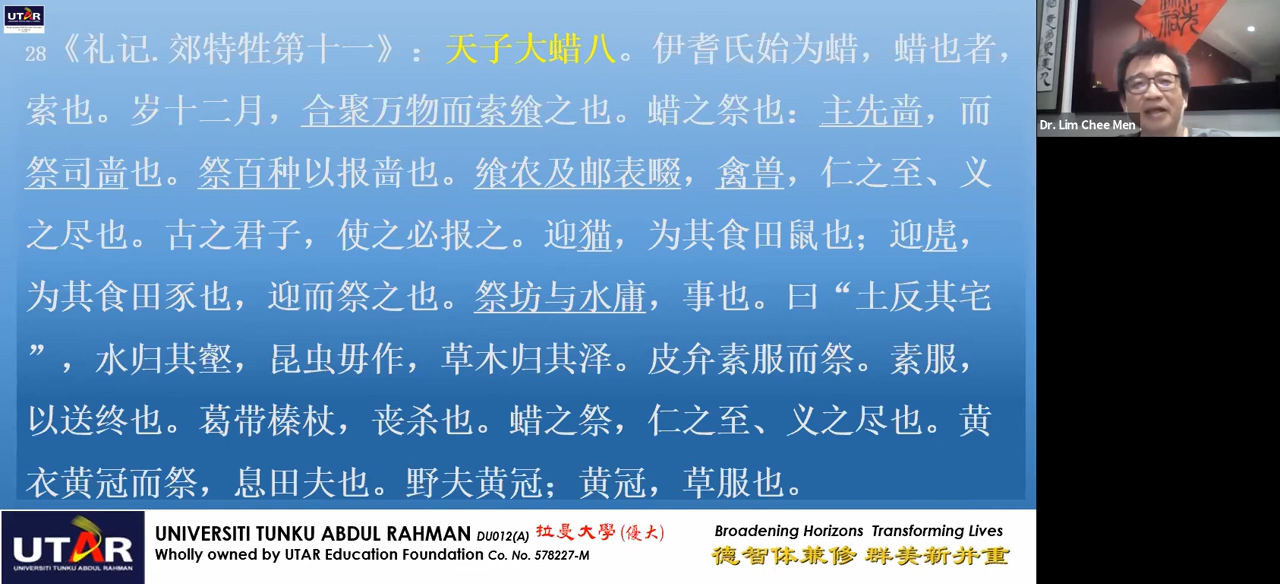 UTAR
28《礼记. 郊特牲第十一》：天子大蜡八。伊耆氏始为蜡，蜡也者，
索也。岁十二月，合聚万物而索飨之也。蜡之祭也：主先啬，而
祭司啬也。祭百种以报啬也。飨农及邮表畷，禽兽，仁之至、义
之尽也。古之君子，使之必报之。迎猫，为其食田鼠也；迎虎，
为其食田豕也，迎而祭之也。祭坊与水庸，事也。曰“土反其宅
”，水归其壑，昆虫毋作，草木归其泽。皮弁素服而祭。素服，
以送终也。葛带榛杖，丧杀也。蜡之祭，仁之至、义之尽也。黄
衣黄冠而祭，息田夫也。野夫黄冠；黄冠，草服也。
Dr. Lim Chee Men
UTAR
UNIVERSITI TUNKU ABDUL RAHMAN
UNIVERSITI TUNKU ABDUL RAHMAN DU012(A) 拉曼大學(優大)
Wholly owned by UTAR Education Foundation Co. No. 578227-M
Broadening Horizons Transforming Lives
德智体兼修 群美新并重